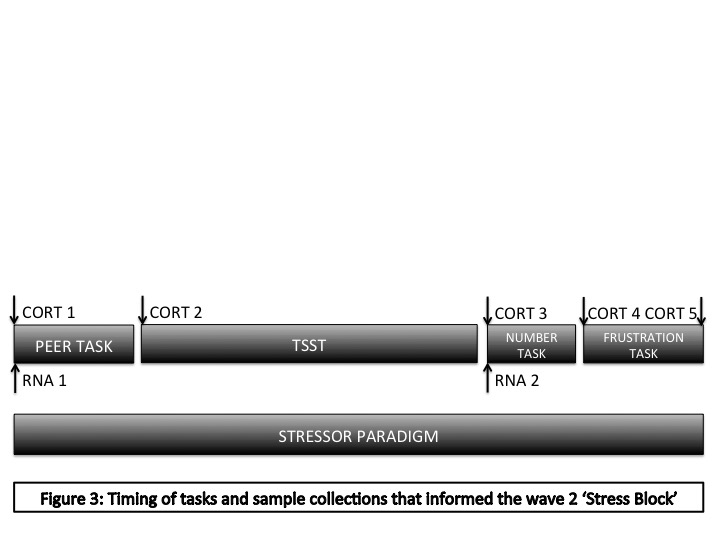 CORT 1 CORT 2 CORT 3 CORT 4 CORT 5
PEER TASK TSST NUMBER TASK FRUSTRATION TASK
RNA 1 RNA 2
STRESSOR PARADIGM
Figure 3: Timing of tasks and sample collections that informed the wave 2 ‘Stress Block’